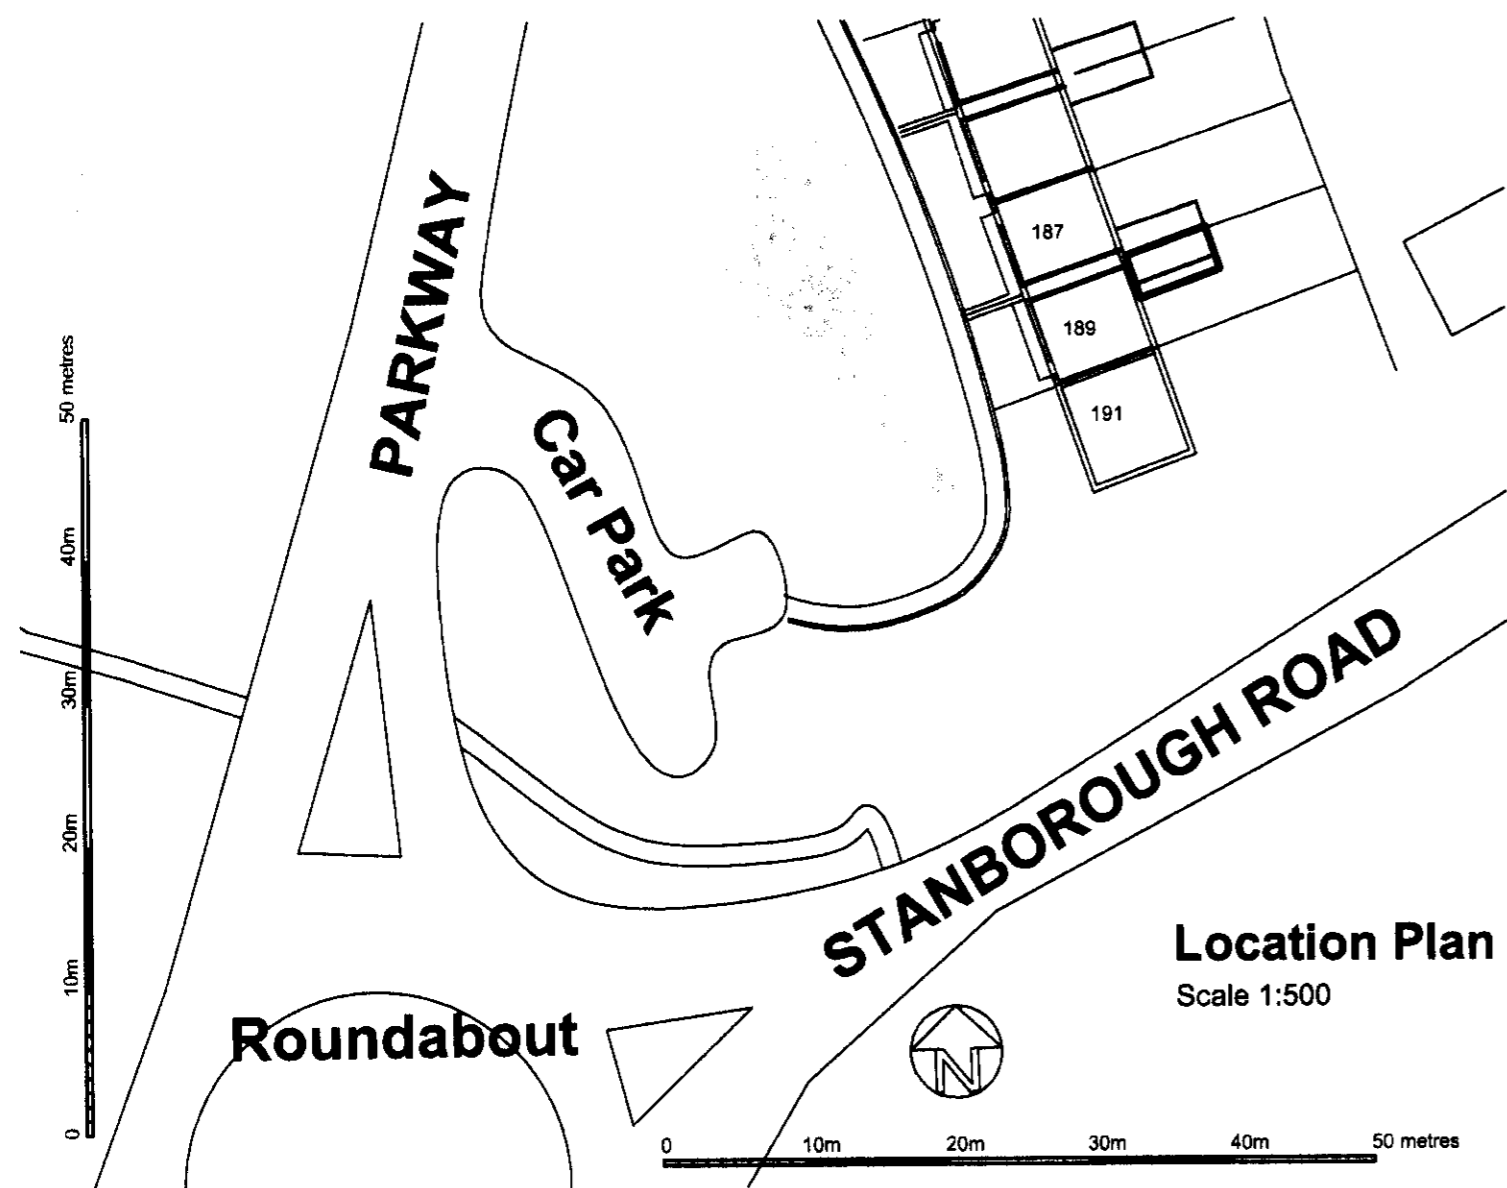 187
189
191
PARKWAY
Car Park
STANBOROUGH ROAD
Roundabout
Location Plan
Scale 1:500
N
50 metres
40m
30m
20m
10m
0
0 10m 20m 30m 40m 50 metres